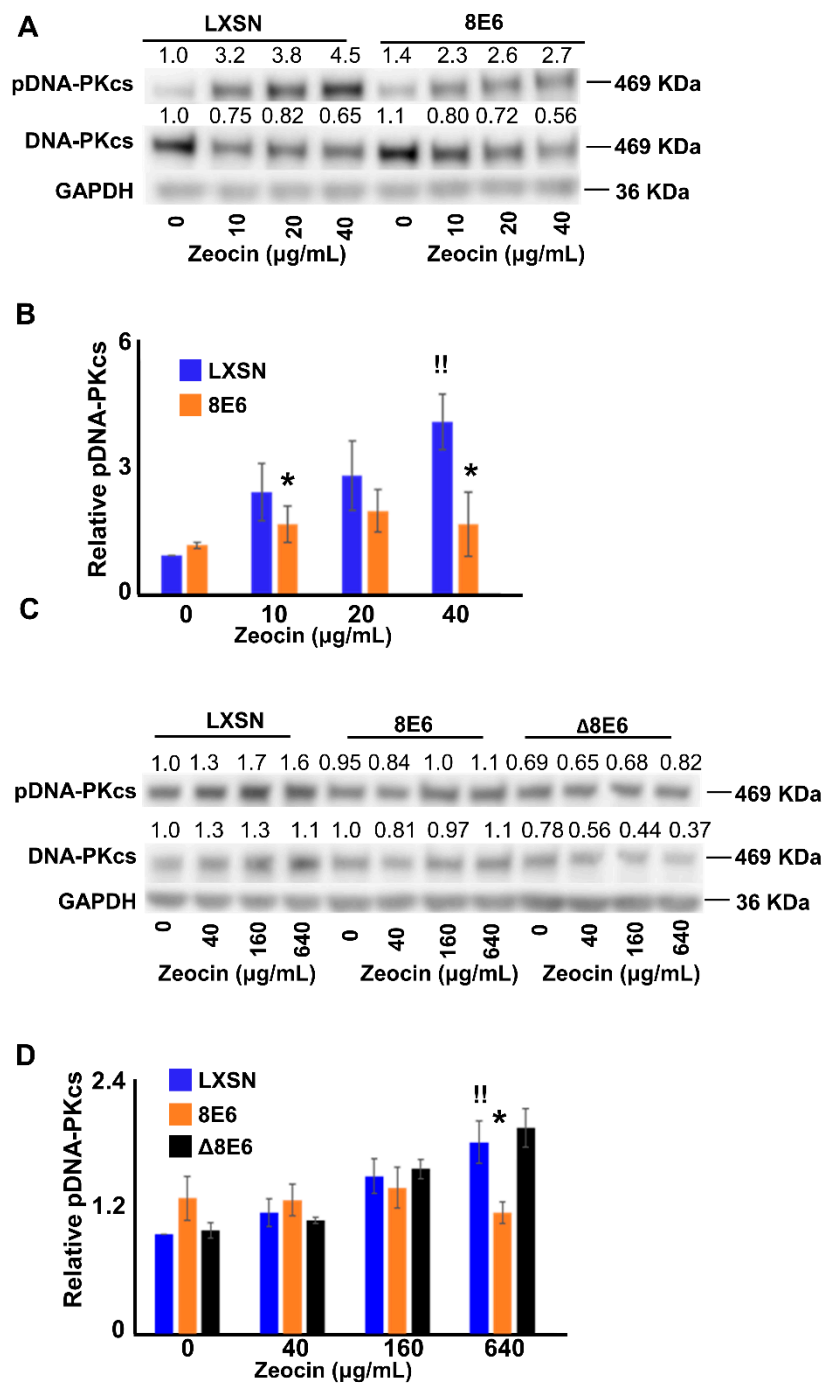 A
LXSN 8E6
1.0 3.2 3.8 4.5 1.4 2.3 2.6 2.7
pDNA-PKcs 469 KDa
1.0 0.75 0.82 0.65 1.1 0.80 0.72 0.56
DNA-PKcs 469 KDa
GAPDH 36 KDa
0 10 20 40 0 10 20 40
Zeocin (µg/mL) Zeocin (µg/mL)
B
Relative pDNA-PKcs
6
3
0
LXSN
8E6
!!
* *
0 10 20 40
Zeocin (µg/mL)
C
LXSN 8E6 Δ8E6
1.0 1.3 1.7 1.6 0.95 0.84 1.0 1.1 0.69 0.65 0.68 0.82
pDNA-PKcs 469 KDa
1.0 1.3 1.3 1.1 1.0 0.81 0.97 1.1 0.78 0.56 0.44 0.37
DNA-PKcs 469 KDa
GAPDH 36 KDa
0 40 160 640 0 40 160 640 0 40 160 640
Zeocin (µg/mL) Zeocin (µg/mL) Zeocin (µg/mL)
D
Relative pDNA-PKcs
2.4
1.2
0
LXSN
8E6
Δ8E6
!! *
0 40 160 640
Zeocin (µg/mL)